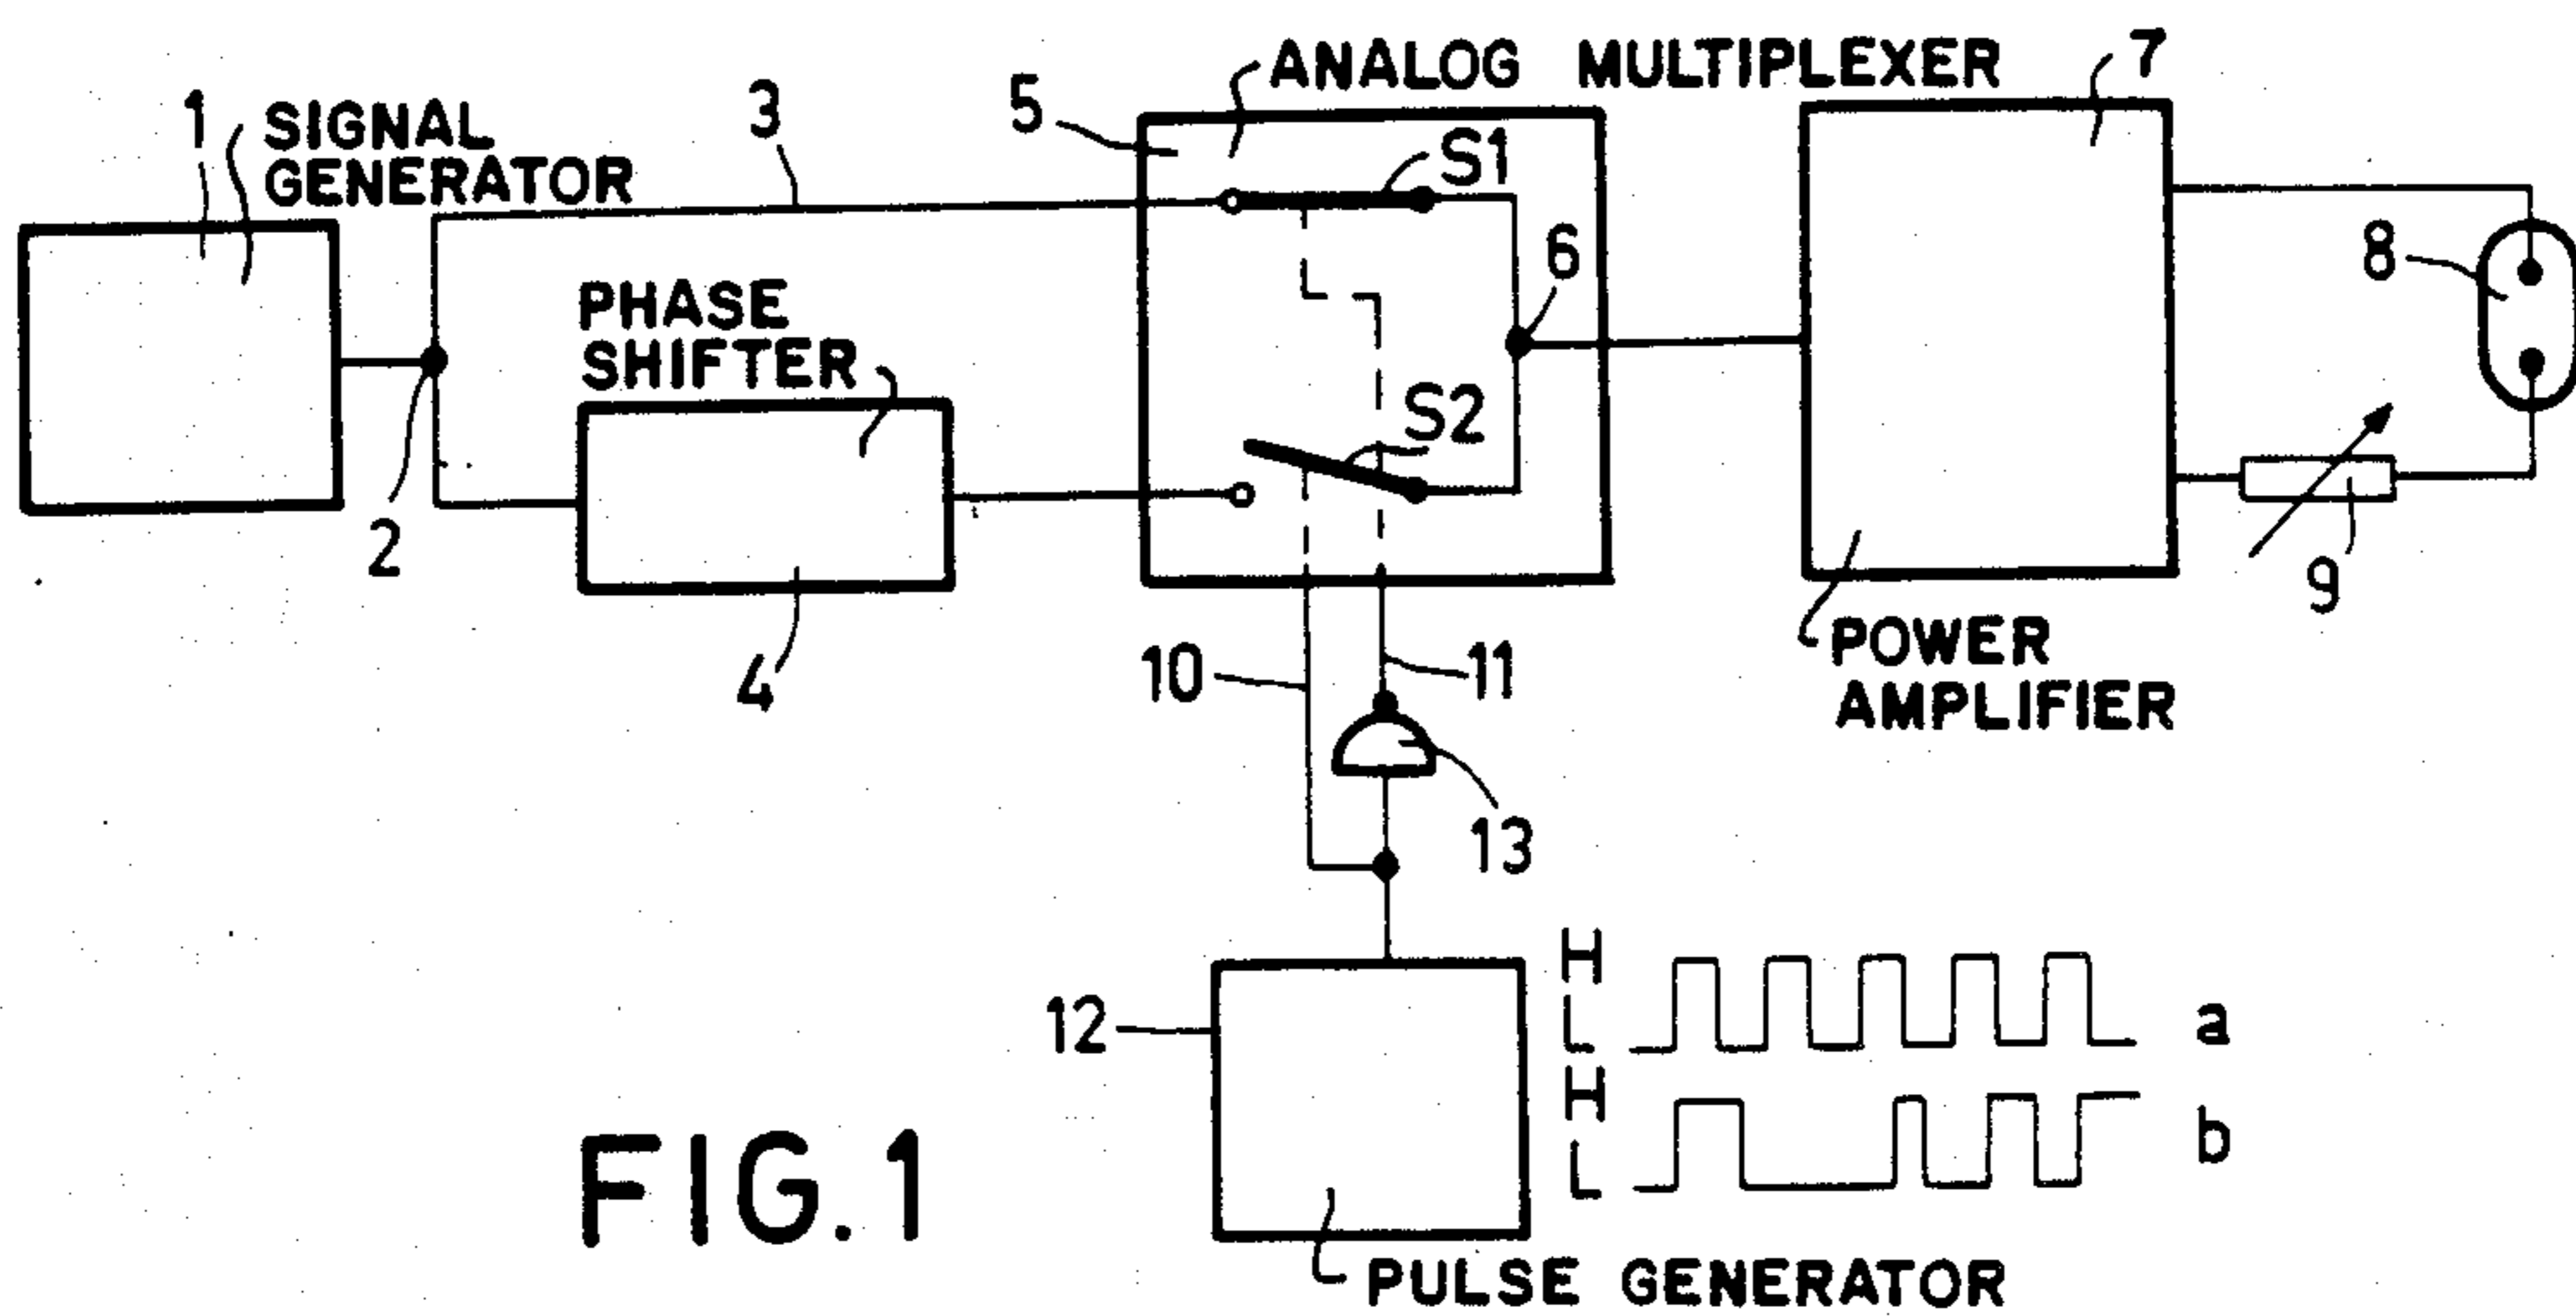 ANALOG MULTIPLEXER
7
1
SIGNAL
GENERATOR
3
5
S1
6
8
PHASE
SHIFTER
S2
2
9
4
10
11
POWER
AMPLIFIER
13
12
H
L
a
H
L
b
FIG.1
PULSE GENERATOR